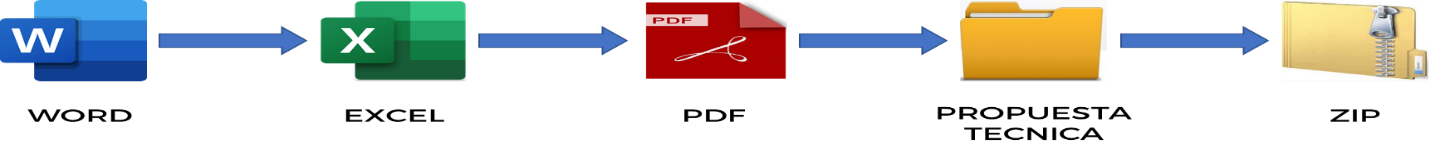 W
X
PDF
WORD
EXCEL
PDF
PROPUESTA
TECNICA
ZIP